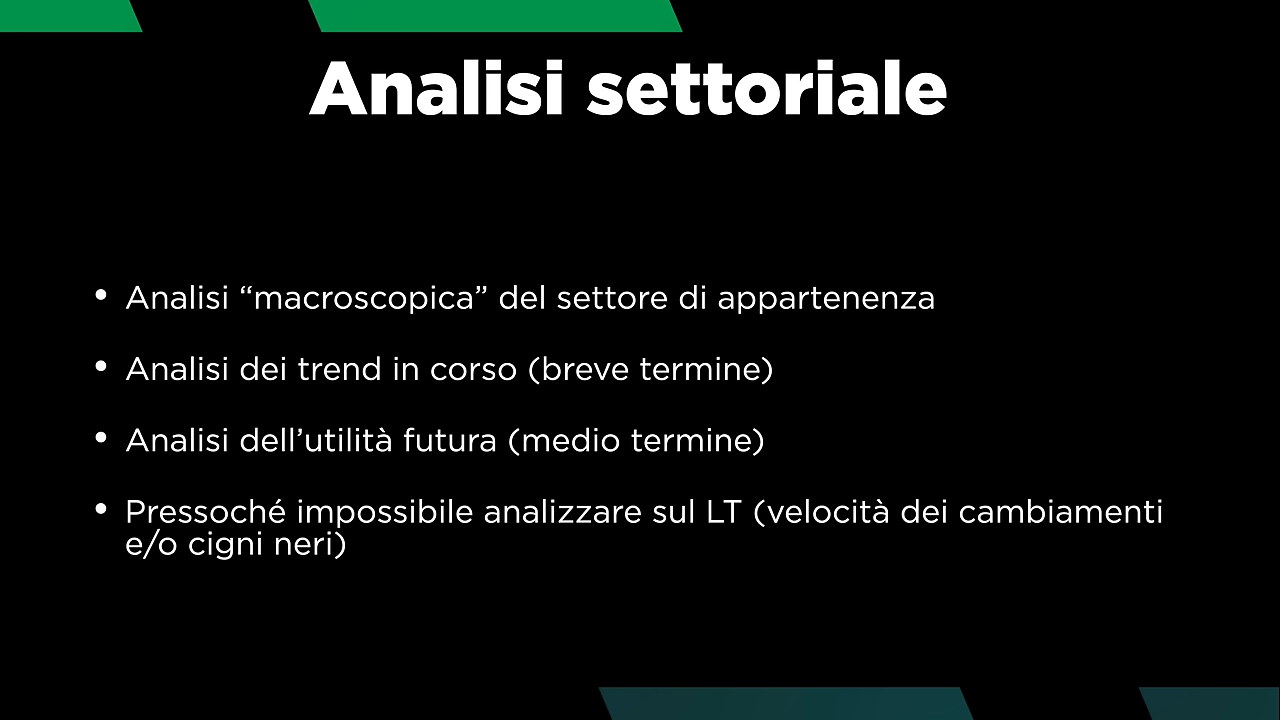 Analisi settoriale
• Analisi “macroscopica” del settore di appartenenza
• Analisi dei trend in corso (breve termine)
• Analisi dell’utilità futura (medio termine)
• Pressoché impossibile analizzare sul LT (velocità dei cambiamenti
e/o cigni neri)